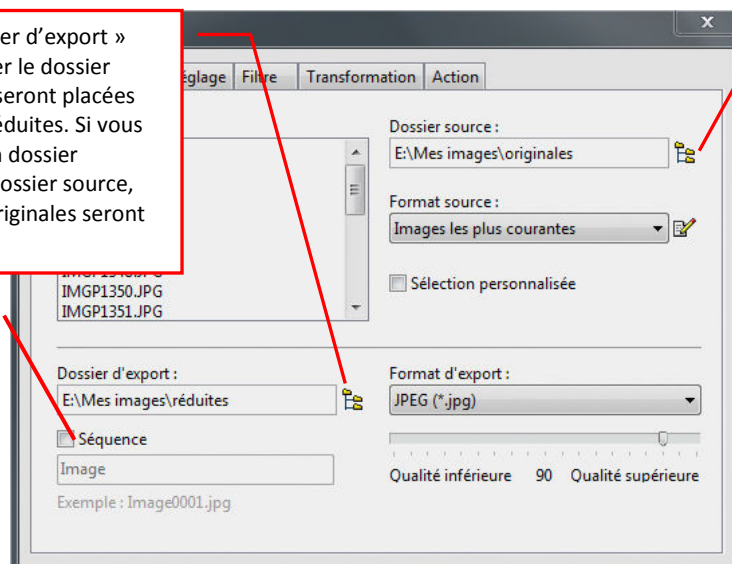 er d’export »
er le dossier
seront placées
éduites. Si vous
dossier
ossier source,
riginales seront
églage Filtre Transformation Action
IMGP1350.JPG
IMGP1351.JPG
Dossier source :
E:\Mes images\originales
Format source :
Images les plus courantes
Sélection personnalisée
Dossier d'export :
E:\Mes images\réduites
Séquence
Image
Exemple : Image0001.jpg
Format d'export :
JPEG (*.jpg)
Qualité inférieure 90 Qualité supérieure